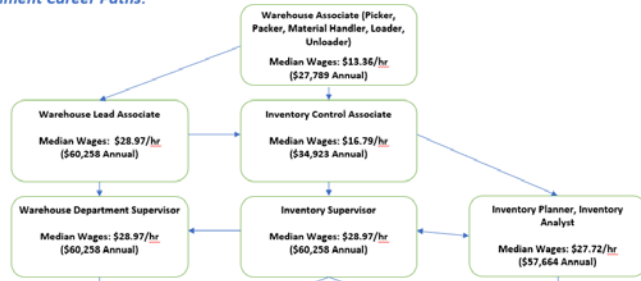 nment Career Paths:
Warehouse Associate (Picker,
Packer, Material Handler, Loader,
Unloader)
Median Wages: $13.36/hr
($27,789 Annual)
Warehouse Lead Associate
Median Wages: $28.97/hr
($60,258 Annual)
Inventory Control Associate
Median Wages: $16.79/hr
($34,923 Annual)
Warehouse Department Supervisor
Median Wages: $28.97/hr
($60,258 Annual)
Inventory Supervisor
Median Wages: $28.97/hr
($60,258 Annual)
Inventory Planner, Inventory
Analyst
Median Wages: $27.72/hr
($57,664 Annual)